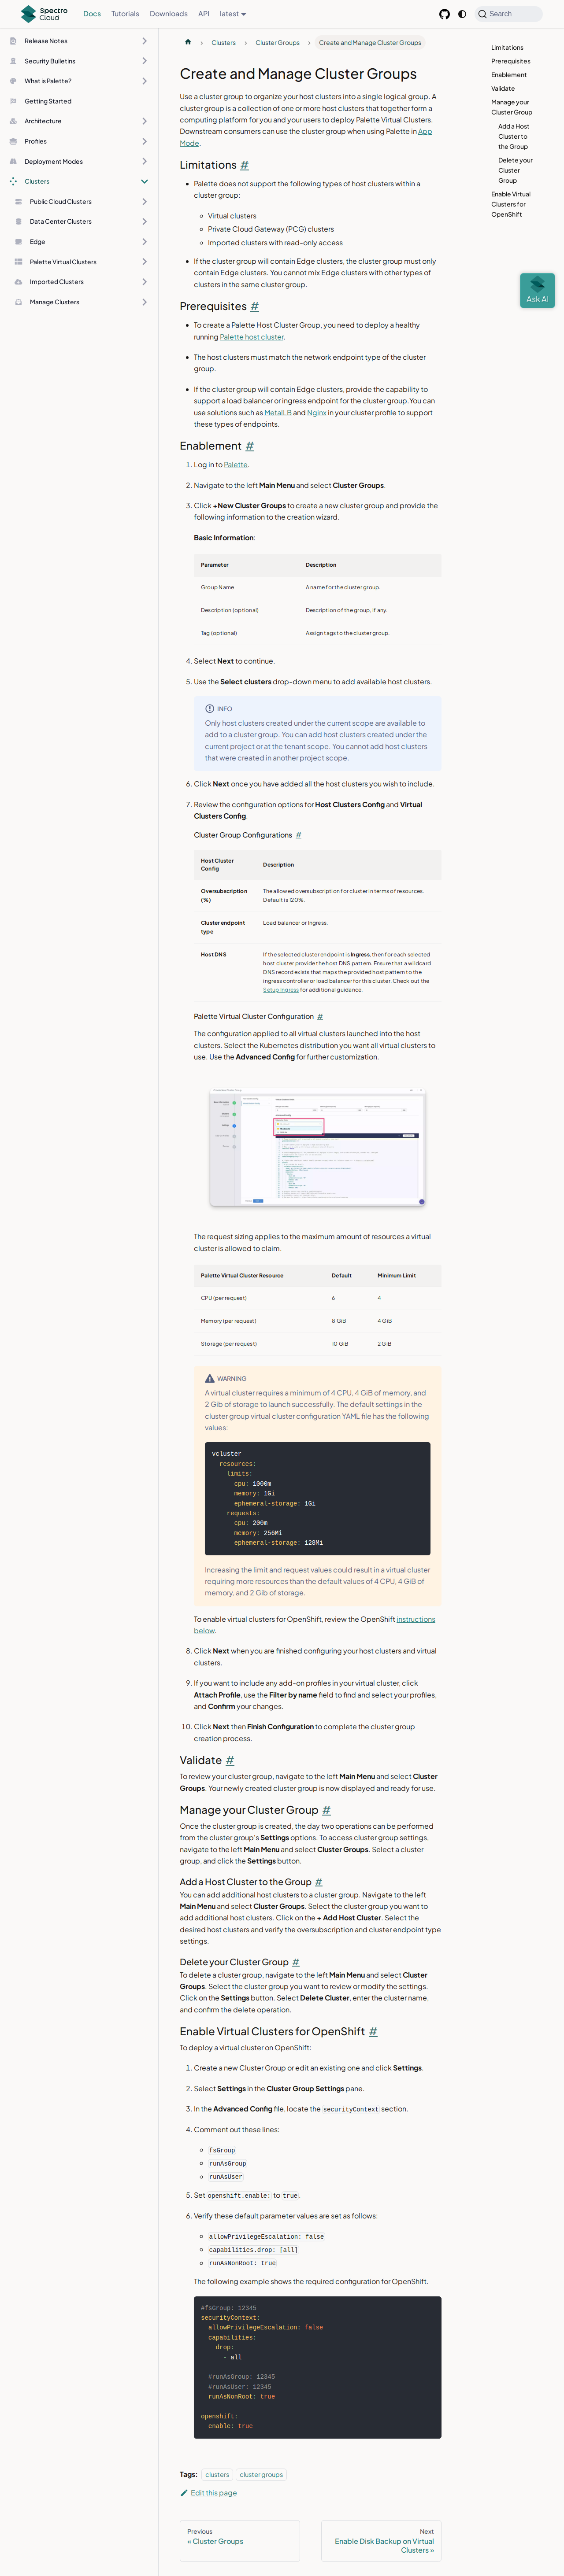 Spectro Cloud
Docs
Tutorials
Downloads
API
latest
Search
Release Notes
Security Bulletins
What is Palette?
Getting Started
Architecture
Profiles
Deployment Modes
Clusters
Public Cloud Clusters
Data Center Clusters
Edge
Palette Virtual Clusters
Imported Clusters
Manage Clusters
Clusters
Cluster Groups
Create and Manage Cluster Groups
Limitations
Prerequisites
Enablement
Validate
Manage your
Cluster Group
Add a Host
Cluster to
the Group
Delete your
Cluster
Group
Enable Virtual
Clusters for
OpenShift
Ask AI
Create and Manage Cluster Groups
Use a cluster group to organize your host clusters into a single logical group. A
cluster group is a collection of one or more host clusters that together form a
computing platform for you and your users to deploy Palette Virtual Clusters.
Downstream consumers can use the cluster group when using Palette in App
Mode.
Limitations #
• Palette does not support the following types of host clusters within a
cluster group:
◦ Virtual clusters
◦ Private Cloud Gateway (PCG) clusters
◦ Imported clusters with read-only access
• If the cluster group will contain Edge clusters, the cluster group must only
contain Edge clusters. You cannot mix Edge clusters with other types of
clusters in the same cluster group.
Prerequisites #
• To create a Palette Host Cluster Group, you need to deploy a healthy
running Palette host cluster.
• The host clusters must match the network endpoint type of the cluster
group.
• If the cluster group will contain Edge clusters, provide the capability to
support a load balancer or ingress endpoint for the cluster group.You can
use solutions such as MetalLB and Nginx in your cluster profile to support
these types of endpoints.
Enablement #
1. Log in to Palette.
2. Navigate to the left Main Menu and select Cluster Groups.
3. Click +New Cluster Groups to create a new cluster group and provide the
following information to the creation wizard.
Basic Information:
Parameter Description
Group Name A name for the cluster group.
Description (optional) Description of the group, if any.
Tag (optional) Assign tags to the cluster group.
4. Select Next to continue.
5. Use the Select clusters drop-down menu to add available host clusters.
INFO
Only host clusters created under the current scope are available to
add to a cluster group. You can add host clusters created under the
current project or at the tenant scope. You cannot add host clusters
that were created in another project scope.
6. Click Next once you have added all the host clusters you wish to include.
7. Review the configuration options for Host Clusters Config and Virtual
Clusters Config.
Cluster Group Configurations #
Host Cluster
Config Description
Oversubscription
(%)
The allowed oversubscription for cluster in terms of resources.
Default is 120%.
Cluster endpoint
type
Load balancer or Ingress.
Host DNS
If the selected cluster endpoint is Ingress, then for each selected
host cluster provide the host DNS pattern. Ensure that a wildcard
DNS record exists that maps the provided host pattern to the
ingress controller or load balancer for this cluster. Check out the
Setup Ingress for additional guidance.
Palette Virtual Cluster Configuration #
The configuration applied to all virtual clusters launched into the host
clusters. Select the Kubernetes distribution you want all virtual clusters to
use. Use the Advanced Config for further customization.
The request sizing applies to the maximum amount of resources a virtual
cluster is allowed to claim.
Palette Virtual Cluster Resource Default Minimum Limit
CPU (per request) 6 4
Memory (per request) 8 GiB 4 GiB
Storage (per request) 10 GiB 2 GiB
WARNING
A virtual cluster requires a minimum of 4 CPU, 4 GiB of memory, and
2 Gib of storage to launch successfully. The default settings in the
cluster group virtual cluster configuration YAML file has the following
values:
vcluster
resources:
limits:
cpu: 1000m
memory: 1Gi
ephemeral-storage: 1Gi
requests:
cpu: 200m
memory: 256Mi
ephemeral-storage: 128Mi
Increasing the limit and request values could result in a virtual cluster
requiring more resources than the default values of 4 CPU, 4 GiB of
memory, and 2 Gib of storage.
To enable virtual clusters for OpenShift, review the OpenShift instructions
below.
8. Click Next when you are finished configuring your host clusters and virtual
clusters.
9. If you want to include any add-on profiles in your virtual cluster, click
Attach Profile, use the Filter by name field to find and select your profiles,
and Confirm your changes.
10. Click Next then Finish Configuration to complete the cluster group
creation process.
Validate #
To review your cluster group, navigate to the left Main Menu and select Cluster
Groups. Your newly created cluster group is now displayed and ready for use.
Manage your Cluster Group #
Once the cluster group is created, the day two operations can be performed
from the cluster group's Settings options. To access cluster group settings,
navigate to the left Main Menu and select Cluster Groups. Select a cluster
group, and click the Settings button.
Add a Host Cluster to the Group #
You can add additional host clusters to a cluster group. Navigate to the left
Main Menu and select Cluster Groups. Select the cluster group you want to
add additional host clusters. Click on the + Add Host Cluster. Select the
desired host clusters and verify the oversubscription and cluster endpoint type
settings.
Delete your Cluster Group #
To delete a cluster group, navigate to the left Main Menu and select Cluster
Groups. Select the cluster group you want to review or modify the settings.
Click on the Settings button. Select Delete Cluster, enter the cluster name,
and confirm the delete operation.
Enable Virtual Clusters for OpenShift #
To deploy a virtual cluster on OpenShift:
1. Create a new Cluster Group or edit an existing one and click Settings.
2. Select Settings in the Cluster Group Settings pane.
3. In the Advanced Config file, locate the securityContext section.
4. Comment out these lines:
◦ fsGroup
◦ runAsGroup
◦ runAsUser
5. Set openshift.enable: to true.
6. Verify these default parameter values are set as follows:
◦ allowPrivilegeEscalation: false
◦ capabilities.drop: [all]
◦ runAsNonRoot: true
The following example shows the required configuration for OpenShift.
#fsGroup: 12345
securityContext:
allowPrivilegeEscalation: false
capabilities:
drop:
- all
#runAsGroup: 12345
#runAsUser: 12345
runAsNonRoot: true
openshift:
enable: true
Tags: clusters cluster groups
Edit this page
Previous
« Cluster Groups
Next
Enable Disk Backup on Virtual
Clusters »